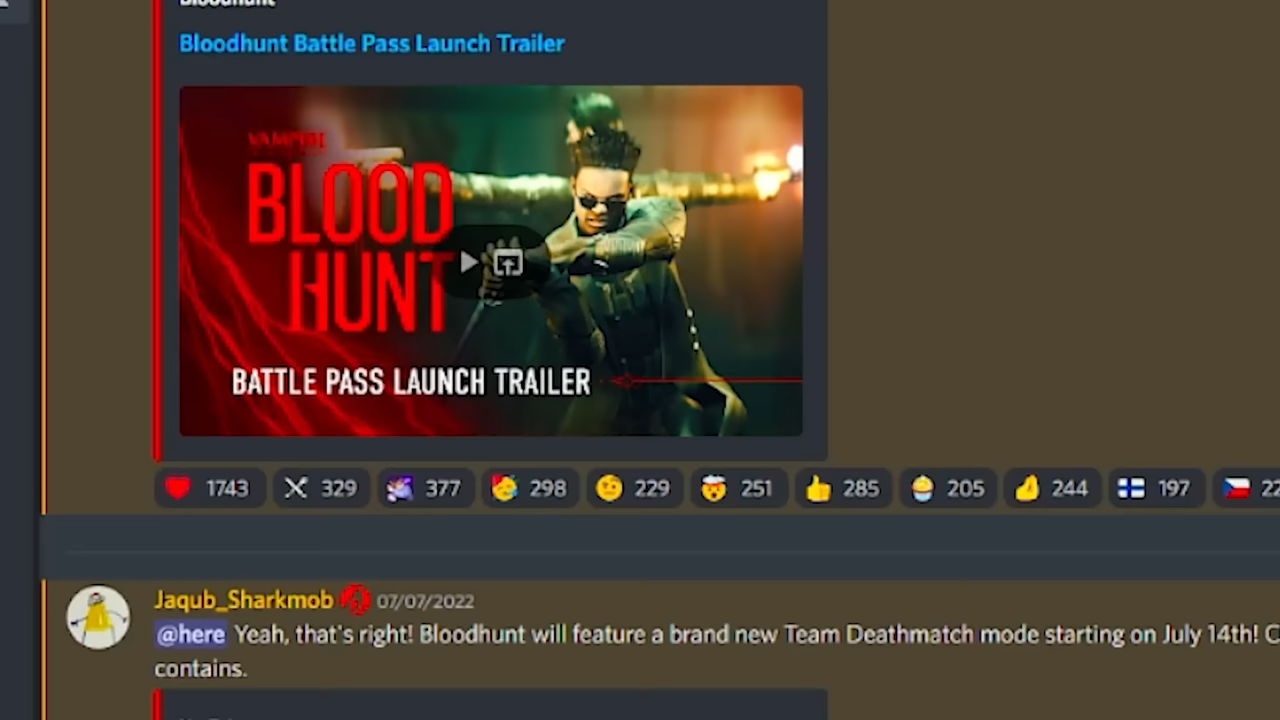 Bloodhunt
Bloodhunt Battle Pass Launch Trailer
VAMPIRE
BLOOD
HUNT
BATTLE PASS LAUNCH TRAILER
1743 329 377 298 229 251 285 205 244 197 22
Jaqub_Sharkmob 07/07/2022
@here Yeah, that's right! Bloodhunt will feature a brand new Team Deathmatch mode starting on July 14th! C
contains.